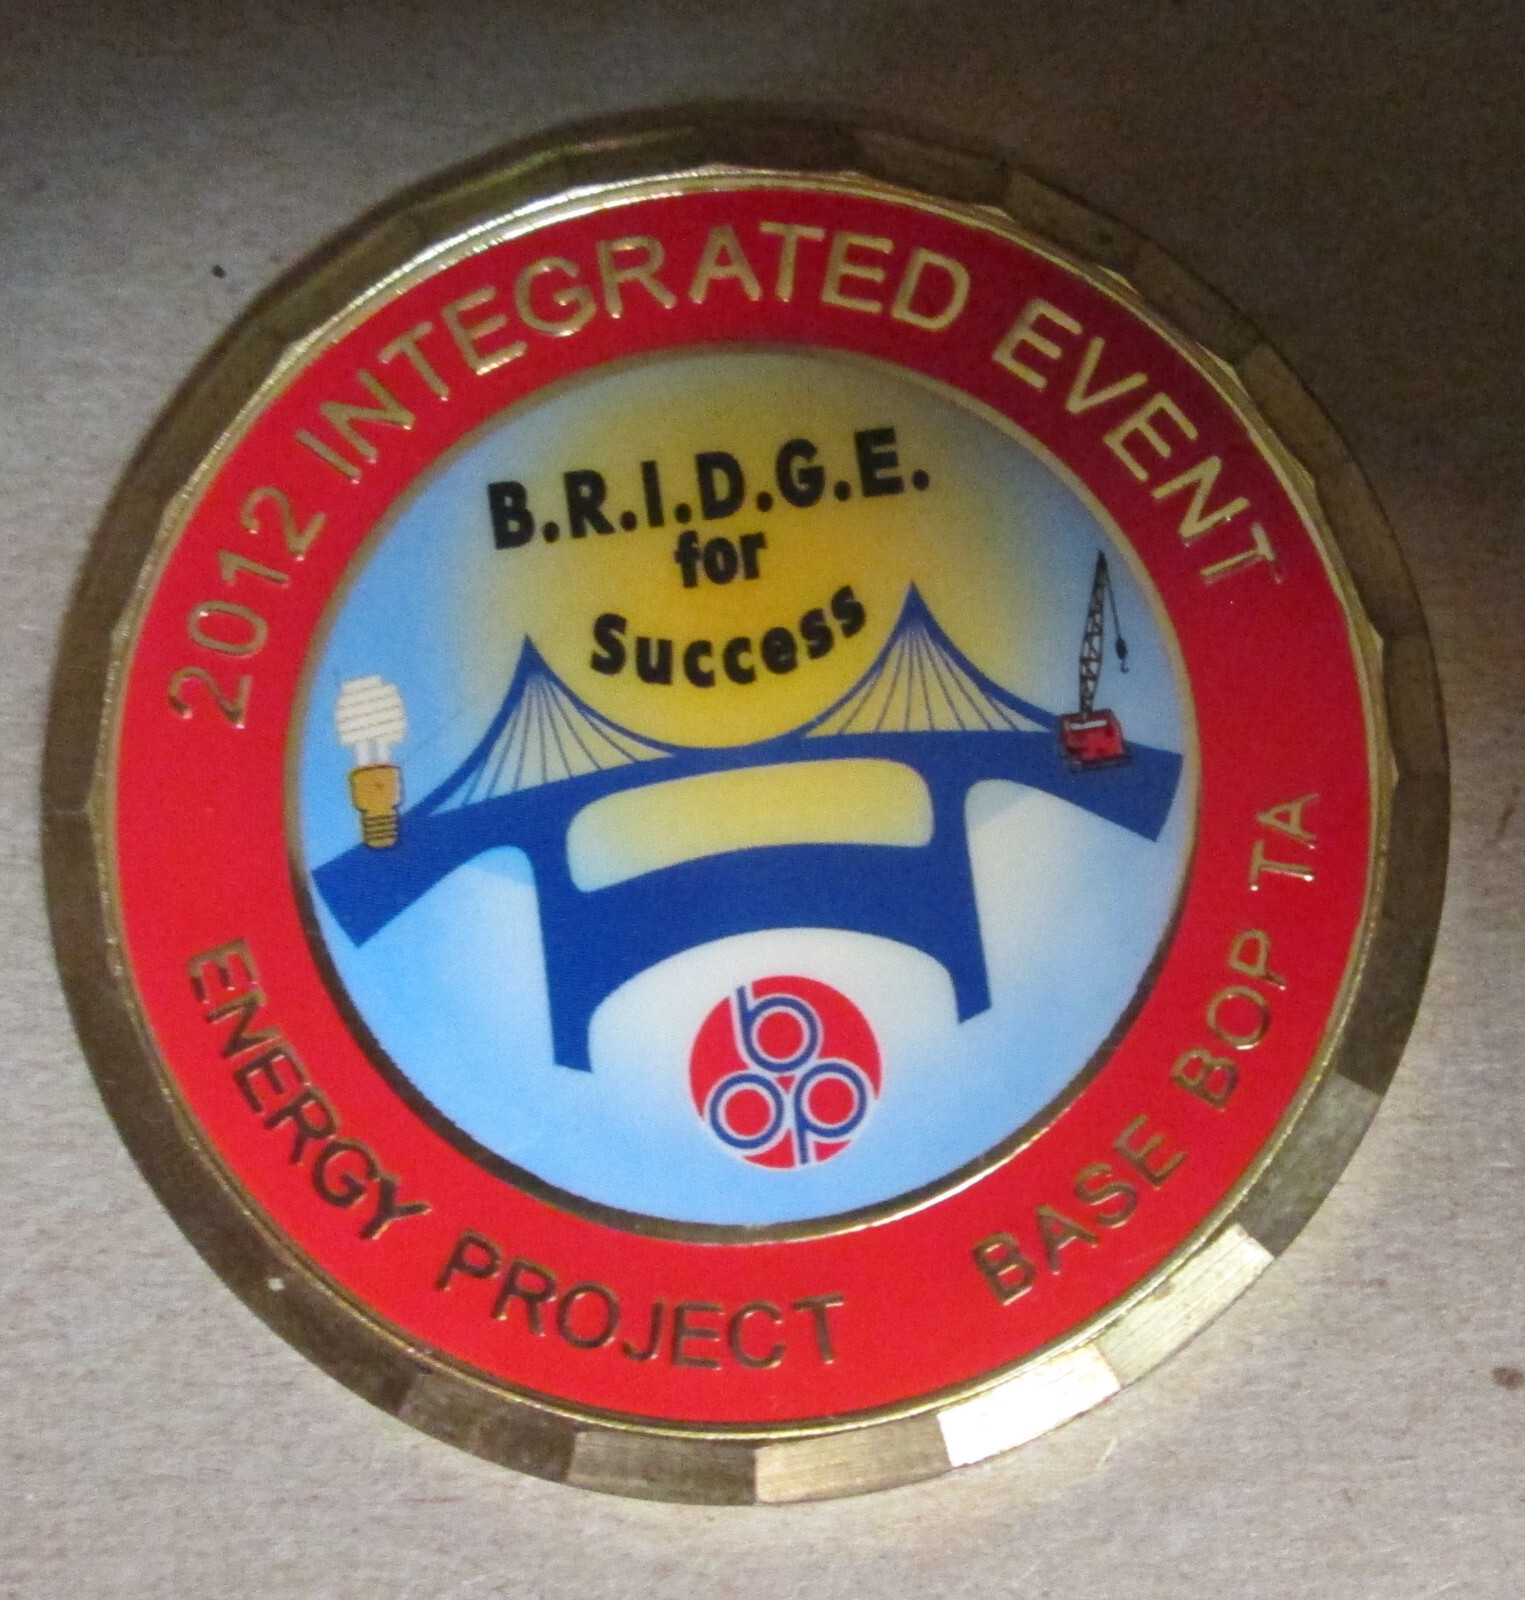 2012 INTEGRATED EVENT
B.R.I.D.G.E.
for
Success
bop
ENERGY PROJECT
BASE BOP TA